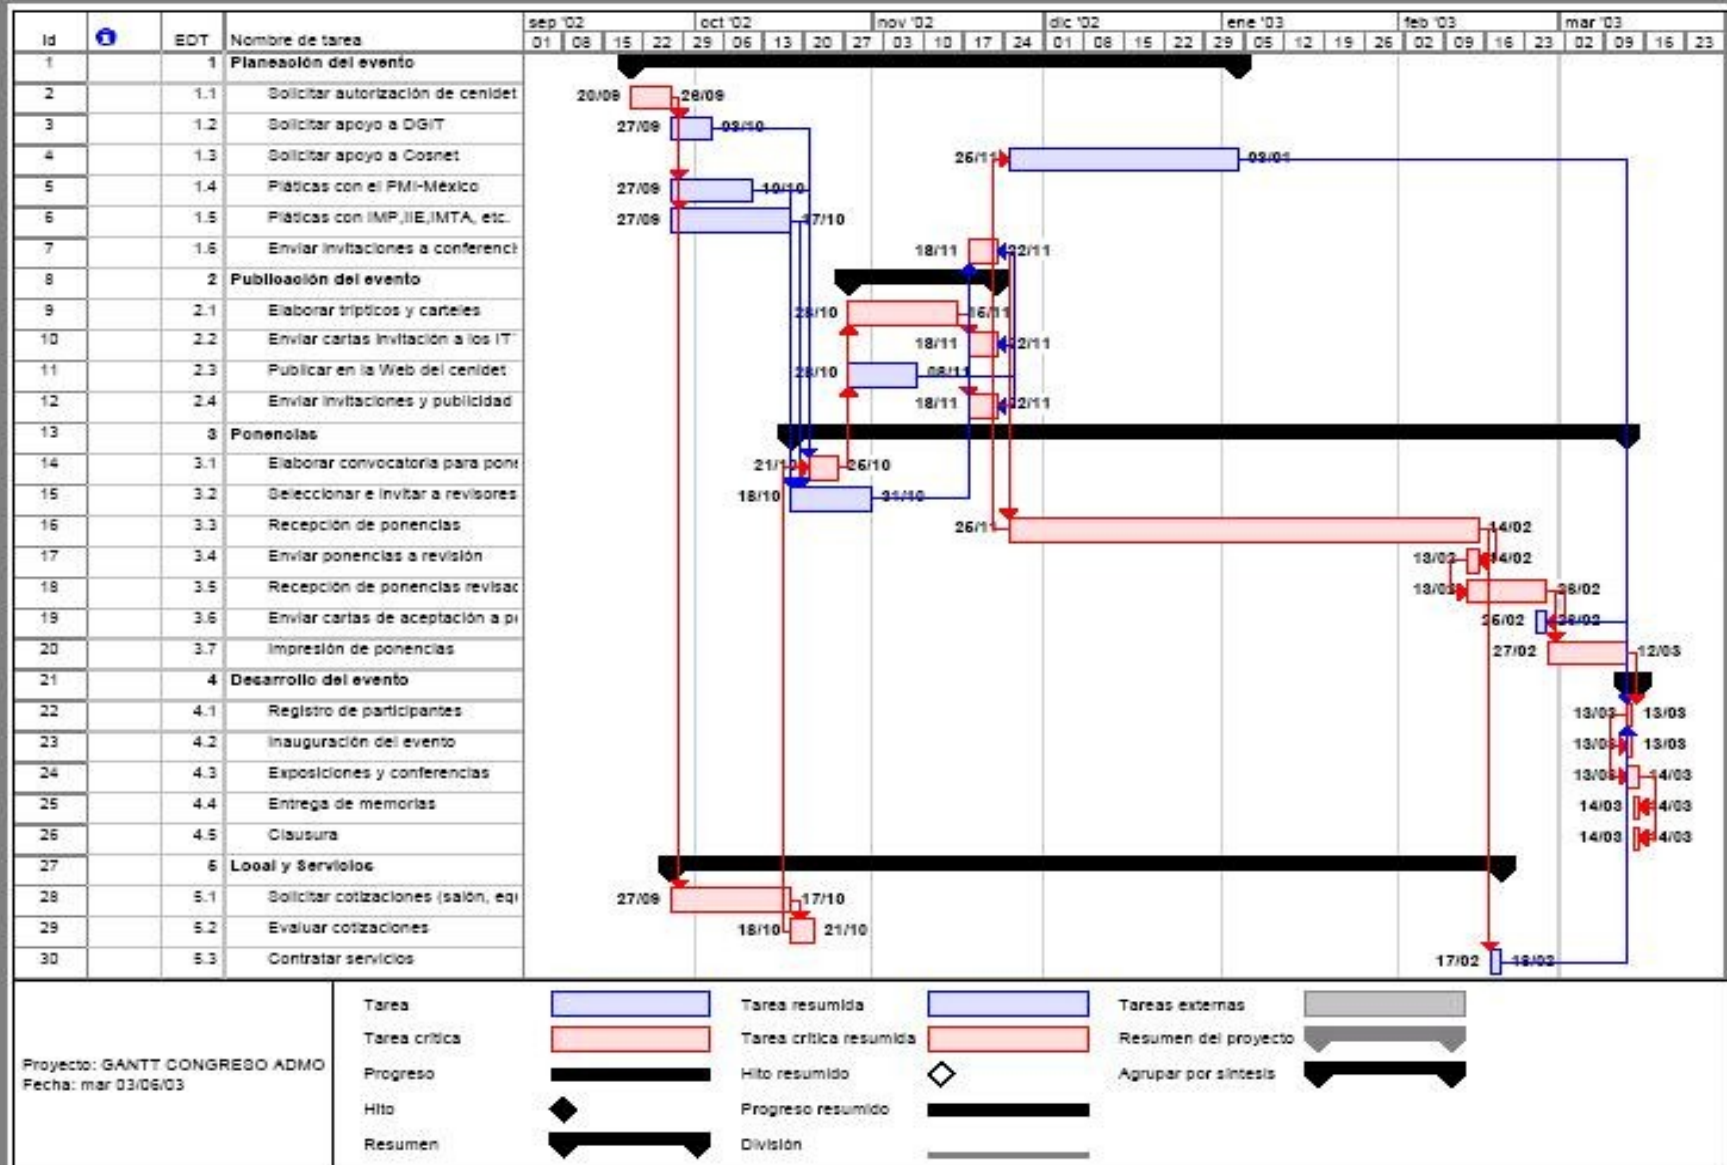 sep '02 oct '02 nov '02 dic '02 ene '03 feb '03 mar '03
Id EDT Nombre de tarea 01 08 15 22 29 06 13 20 27 03 10 17 24 01 08 15 22 29 05 12 19 26 02 09 16 23 02 09 16 23
1 1 Planeación del evento
2 1.1 Solicitar autorización de cenidet 20/09 26/09
3 1.2 Solicitar apoyo a DGIT 27/09 03/10
4 1.3 Solicitar apoyo a Cosnet 25/11 03/01
5 1.4 Pláticas con el PMI-México 27/09 10/10
6 1.5 Pláticas con IMP,IIE,IMTA, etc. 27/09 17/10
7 1.6 Enviar invitaciones a conferenci 18/11 22/11
8 2 Publicación del evento
9 2.1 Elaborar trípticos y carteles 28/10 15/11
10 2.2 Enviar cartas invitación a los IT 18/11 22/11
11 2.3 Publicar en la Web del cenidet 28/10 08/11
12 2.4 Enviar invitaciones y publicidad 18/11 22/11
13 3 Ponencias
14 3.1 Elaborar convocatoria para pone 21/10 25/10
15 3.2 Seleccionar e invitar a revisores 18/10 31/10
16 3.3 Recepción de ponencias 25/11 14/02
17 3.4 Enviar ponencias a revisión 13/02 14/02
18 3.5 Recepción de ponencias revisac 13/02 26/02
19 3.6 Enviar cartas de aceptación a p 25/02 26/02
20 3.7 Impresión de ponencias 27/02 12/03
21 4 Desarrollo del evento
22 4.1 Registro de participantes 13/03 13/03
23 4.2 Inauguración del evento 13/03 13/03
24 4.3 Exposiciones y conferencias 13/03 14/03
25 4.4 Entrega de memorias 14/03 14/03
26 4.5 Clausura 14/03 14/03
27 5 Local y Servicios
28 5.1 Solicitar cotizaciones (salón, equ 27/09 17/10
29 5.2 Evaluar cotizaciones 18/10 21/10
30 5.3 Contratar servicios 17/02 18/02
Proyecto: GANTT CONGRESO ADMO
Fecha: mar 03/06/03
Tarea Tarea resumida Tareas externas
Tarea crítica Tarea crítica resumida Resumen del proyecto
Progreso Hito resumido Agrupar por síntesis
Hito Progreso resumido
Resumen División